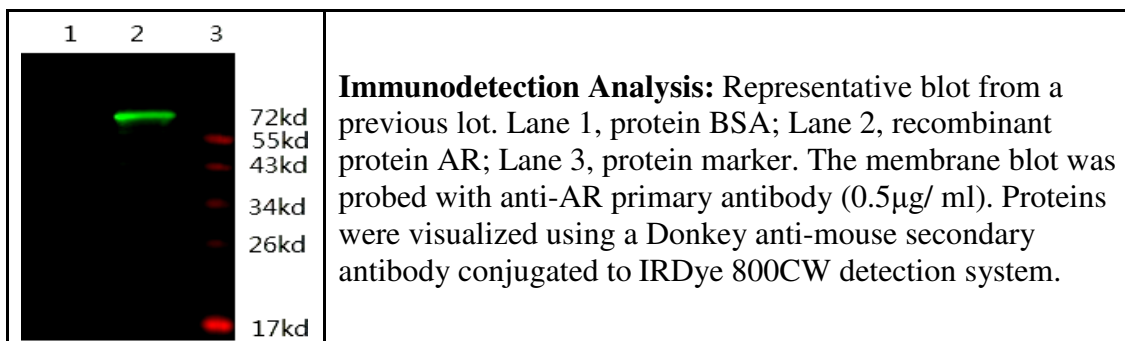 1 2 3
72kd
55kd
43kd
34kd
26kd
17kd
Immunodetection Analysis: Representative blot from a
previous lot. Lane 1, protein BSA; Lane 2, recombinant
protein AR; Lane 3, protein marker. The membrane blot was
probed with anti-AR primary antibody (0.5μg/ ml). Proteins
were visualized using a Donkey anti-mouse secondary
antibody conjugated to IRDye 800CW detection system.